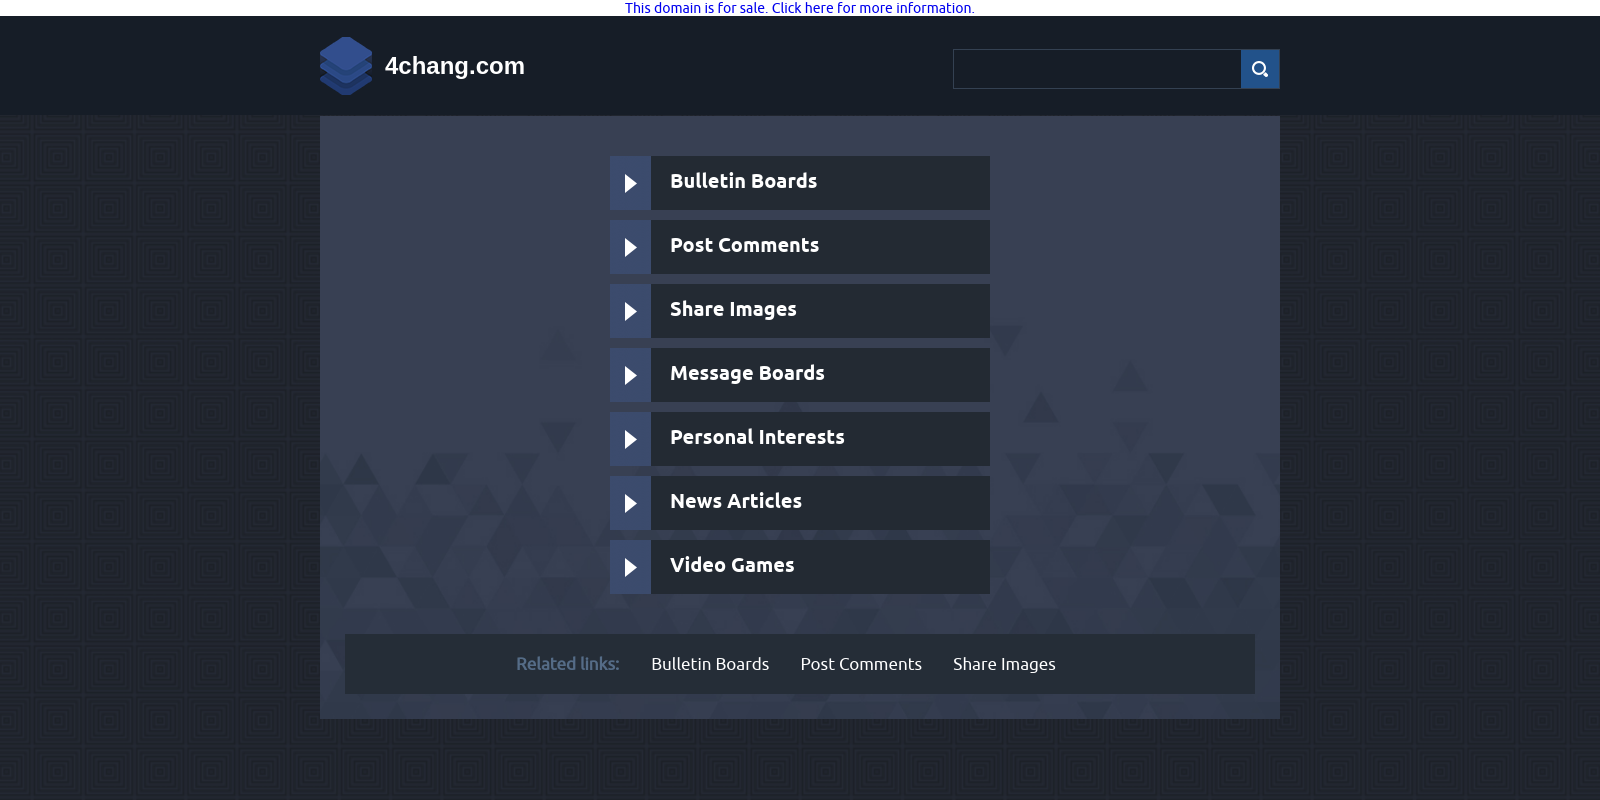 This domain is for sale. Click here for more information.
4chang.com
Bulletin Boards
Post Comments
Share Images
Message Boards
Personal Interests
News Articles
Video Games
Related links: Bulletin Boards Post Comments Share Images